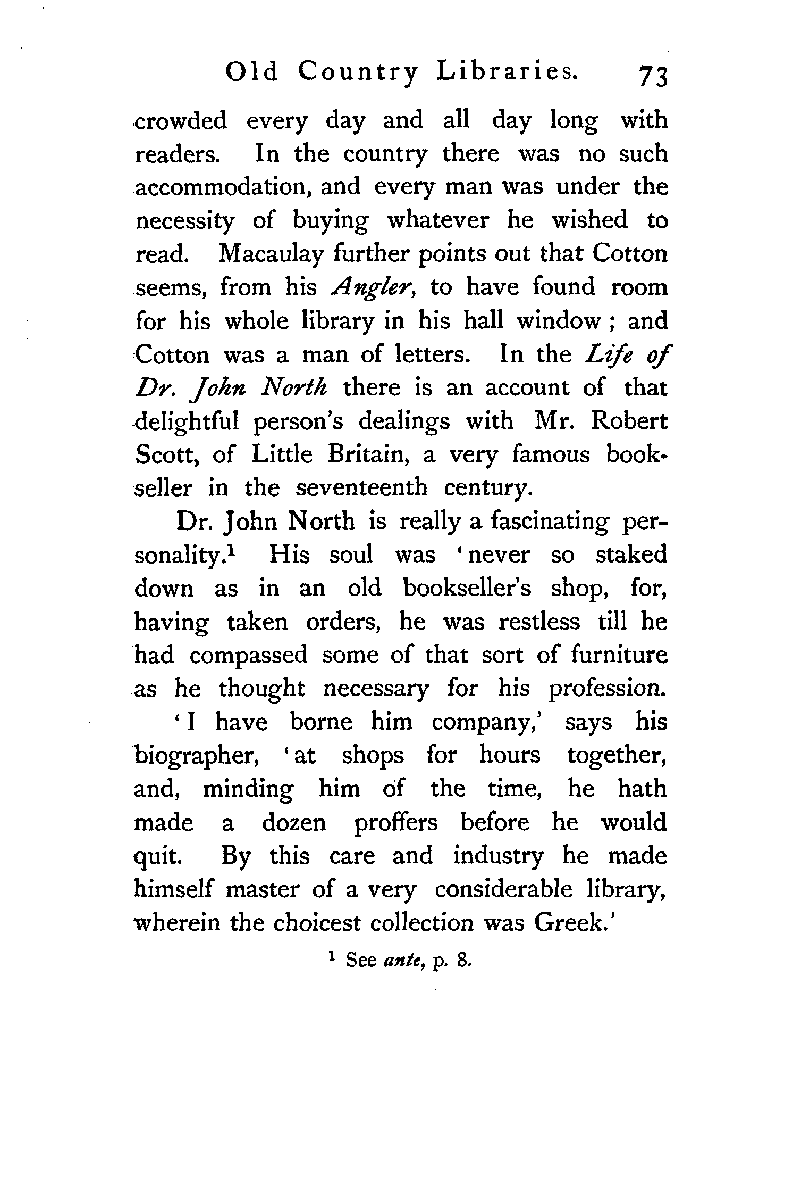 Old Country Libraries. 73
crowded every day and all day long with
readers. In the country there was no such
accommodation, and every man was under the
necessity of buying whatever he wished to
read. Macaulay further points out that Cotton
seems, from his Angler, to have found room
for his whole library in his hall window ; and
Cotton was a man of letters. In the Life of
Dr. John North there is an account of that
delightful person's dealings with Mr. Robert
Scott, of Little Britain, a very famous book-
seller in the seventeenth century.
Dr. John North is really a fascinating per-
sonality.¹ His soul was ‘never so staked
down as in an old bookseller's shop, for,
having taken orders, he was restless till he
had compassed some of that sort of furniture
as he thought necessary for his profession.
‘I have borne him company,’ says his
biographer, ‘at shops for hours together,
and, minding him of the time, he hath
made a dozen proffers before he would
quit. By this care and industry he made
himself master of a very considerable library,
wherein the choicest collection was Greek.’
¹ See ante, p. 8.